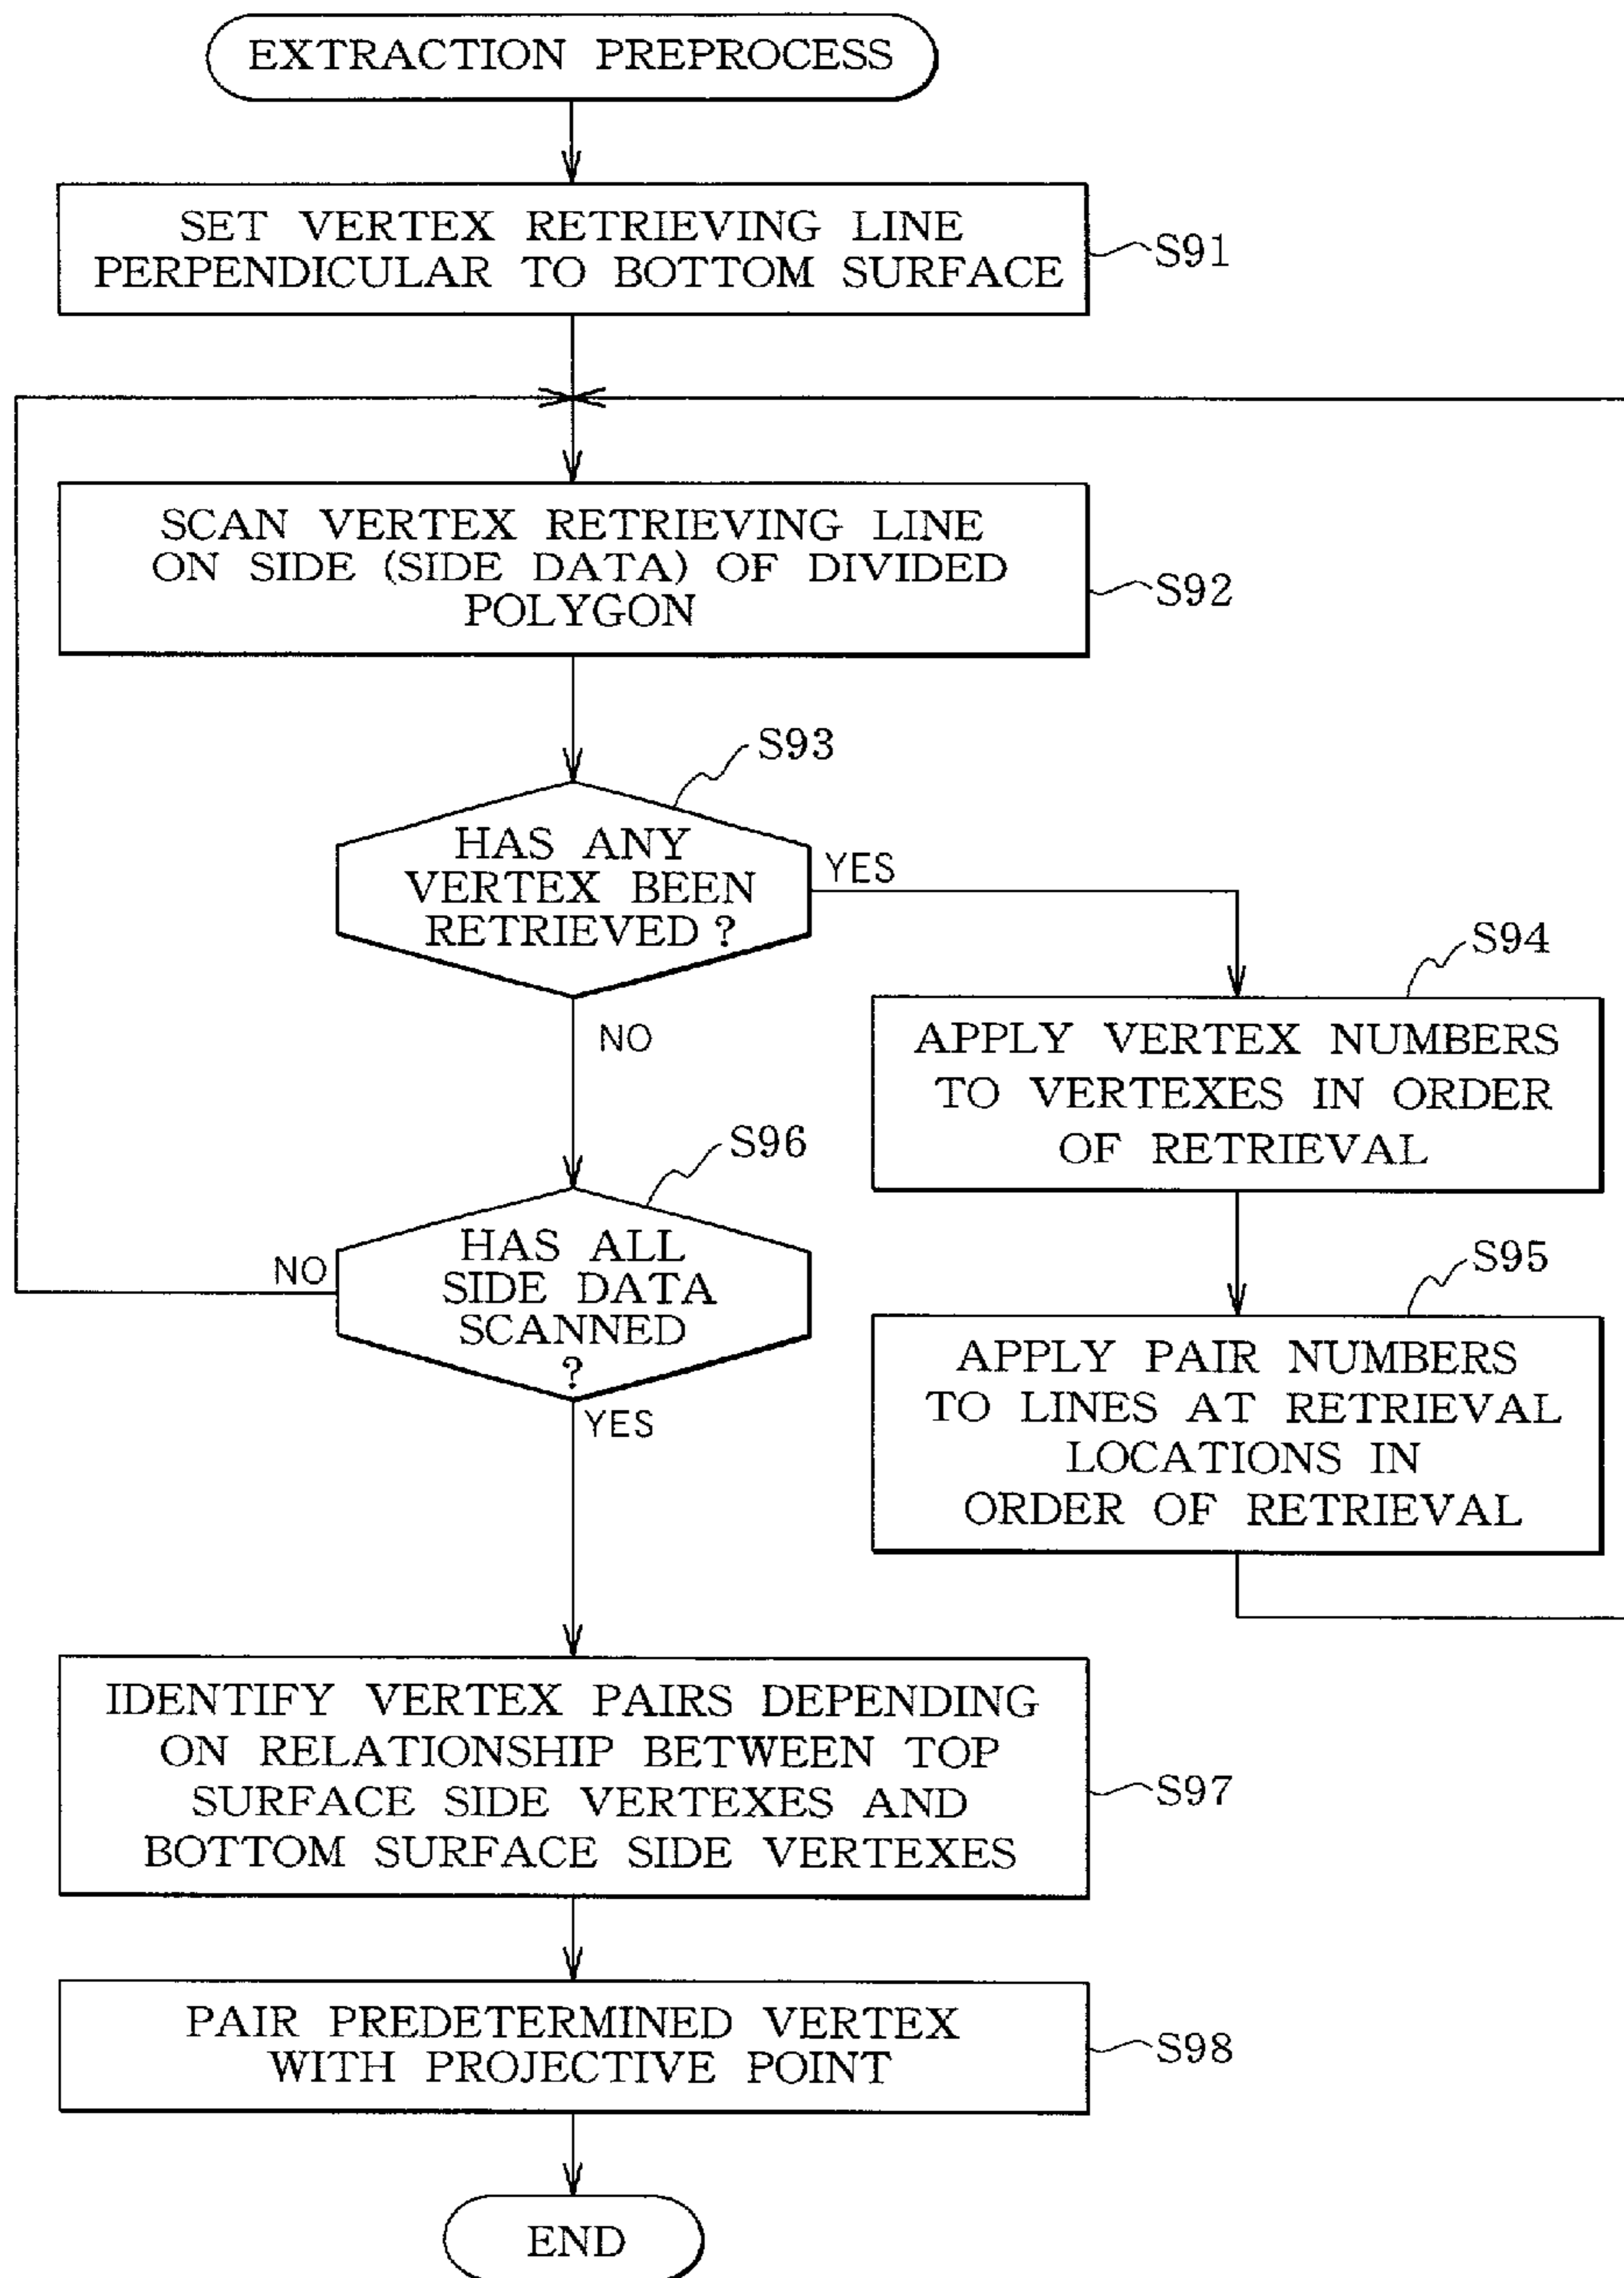 EXTRACTION PREPROCESS
SET VERTEX RETRIEVING LINE
PERPENDICULAR TO BOTTOM SURFACE
S91
SCAN VERTEX RETRIEVING LINE
ON SIDE (SIDE DATA) OF DIVIDED
POLYGON
S92
S93
HAS ANY
VERTEX BEEN
RETRIEVED ?
YES
NO
S94
APPLY VERTEX NUMBERS
TO VERTEXES IN ORDER
OF RETRIEVAL
S96
HAS ALL
SIDE DATA
SCANNED
?
NO
YES
S95
APPLY PAIR NUMBERS
TO LINES AT RETRIEVAL
LOCATIONS IN
ORDER OF RETRIEVAL
IDENTIFY VERTEX PAIRS DEPENDING
ON RELATIONSHIP BETWEEN TOP
SURFACE SIDE VERTEXES AND
BOTTOM SURFACE SIDE VERTEXES
S97
PAIR PREDETERMINED VERTEX
WITH PROJECTIVE POINT
S98
END